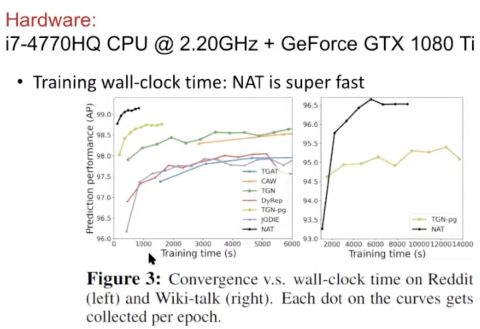 Hardware:
i7-4770HQ CPU @ 2.20GHz + GeForce GTX 1080 Ti
• Training wall-clock time: NAT is super fast
Prediction performance (AP)
99.0
98.5
98.0
97.5
97.0
96.5
96.0
0
1000
2000
3000
4000
5000
6000
Training time (s)
TGAT
CAW
TGN
DyRep
TGN-pg
JODIE
NAT
96.5
96.0
95.5
95.0
94.5
94.0
93.5
93.0
2000
4000
6000
8000
10000
12000
14000
Training time (s)
TGN-pg
NAT
Figure 3: Convergence v.s. wall-clock time on Reddit
(left) and Wiki-talk (right). Each dot on the curves gets
collected per epoch.